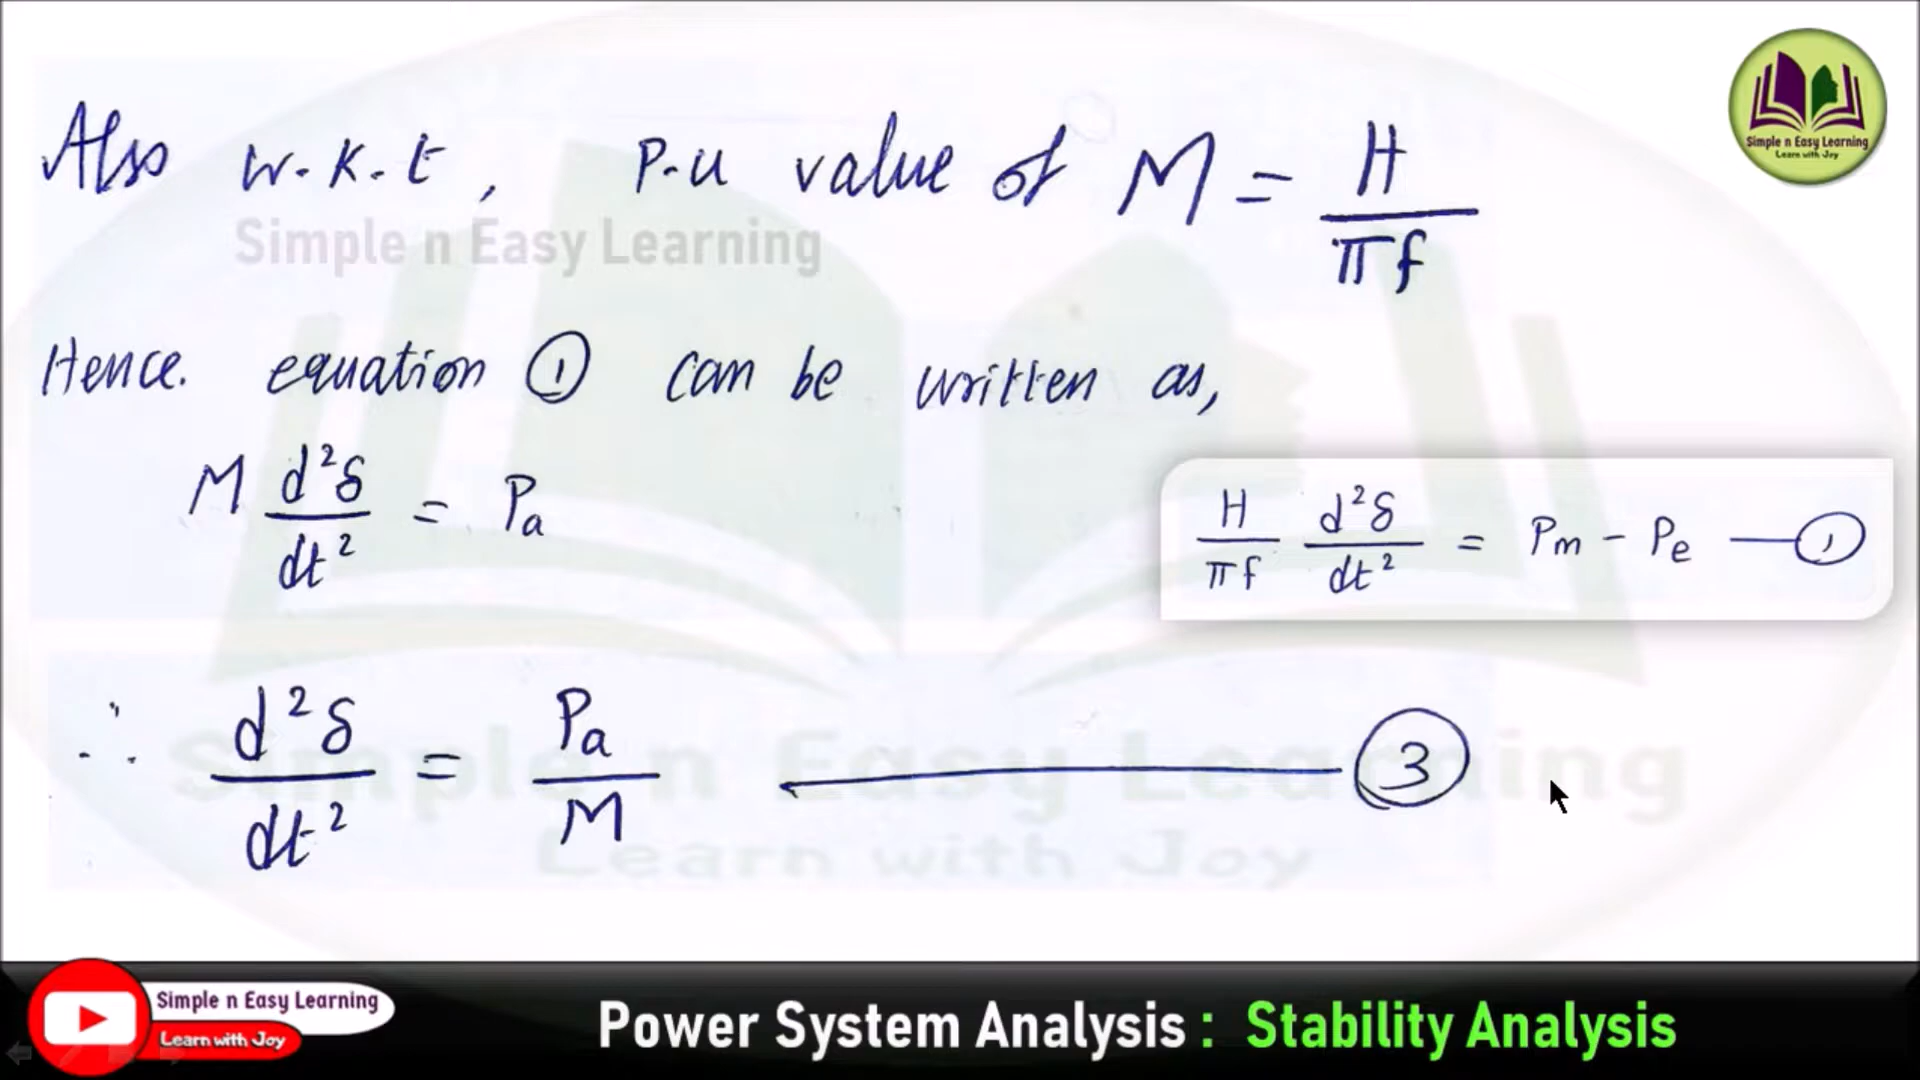 Also w.k.t, p.u value of M = H / πf
Simple n Easy Learning
Learn with Joy
Simple n Easy Learning
Hence. equation ① can be written as,
M d²δ / dt² = Pa
H / πf d²δ / dt² = Pm - Pe — ①
∴ d²δ / dt² = Pa / M — ③
Simple n Easy Learning
Learn with Joy
Simple n Easy Learning
Learn with Joy
Power System Analysis : Stability Analysis